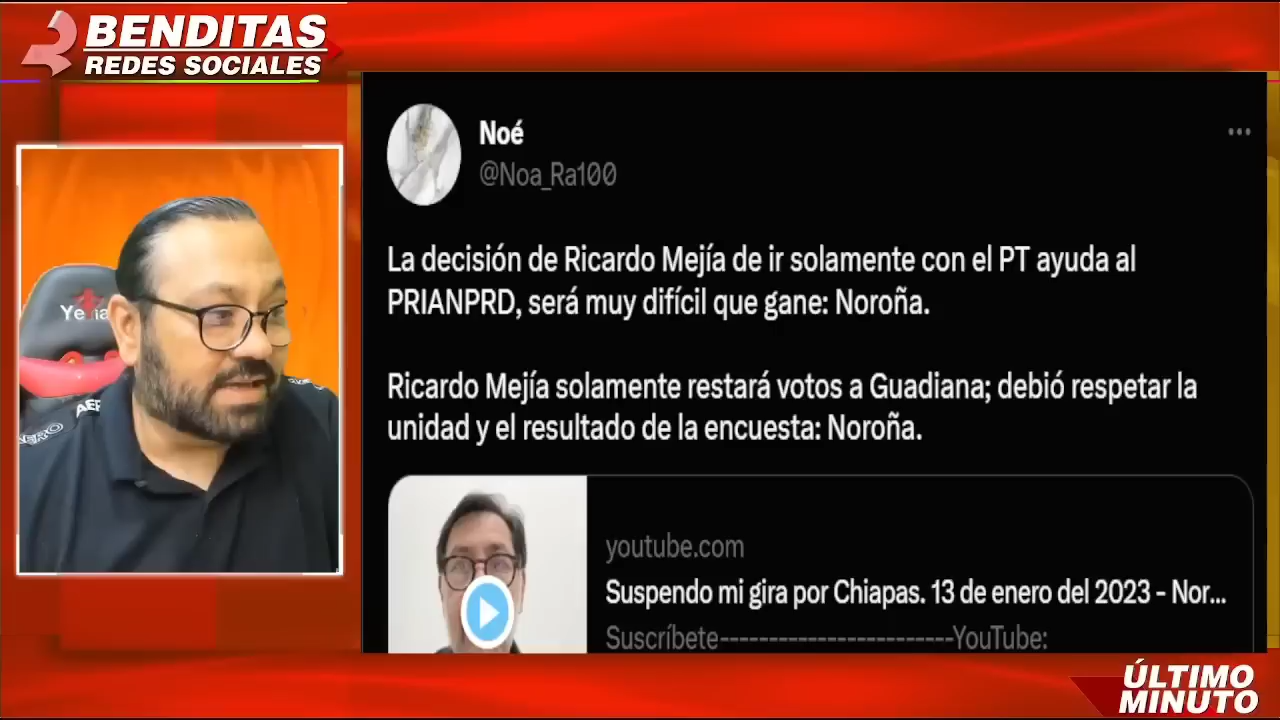 BENDITAS
REDES SOCIALES
Noé
@Noa_Ra100
La decisión de Ricardo Mejía de ir solamente con el PT ayuda al
PRIANPRD, será muy difícil que gane: Noroña.
Ricardo Mejía solamente restará votos a Guadiana; debió respetar la
unidad y el resultado de la encuesta: Noroña.
youtube.com
Suspendo mi gira por Chiapas. 13 de enero del 2023 - Nor...
Suscríbete------------------------YouTube:
ÚLTIMO
MINUTO